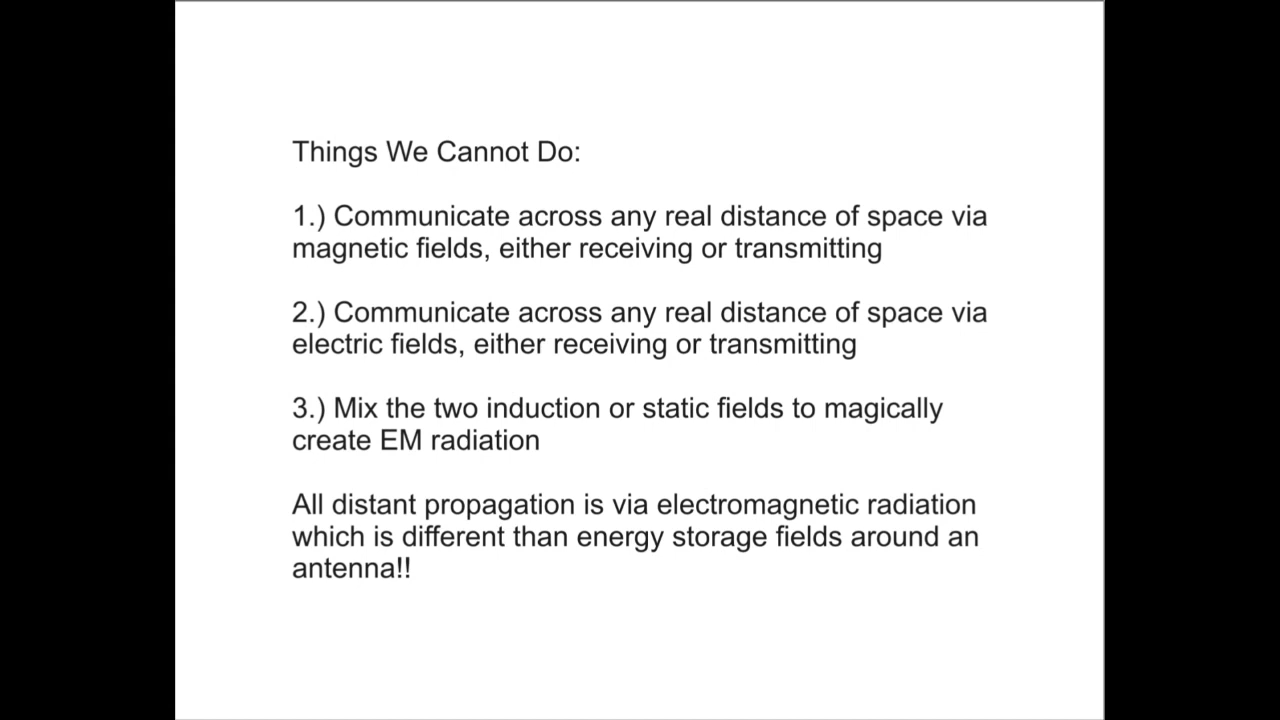 Things We Cannot Do:
1.) Communicate across any real distance of space via
magnetic fields, either receiving or transmitting
2.) Communicate across any real distance of space via
electric fields, either receiving or transmitting
3.) Mix the two induction or static fields to magically
create EM radiation
All distant propagation is via electromagnetic radiation
which is different than energy storage fields around an
antenna!!